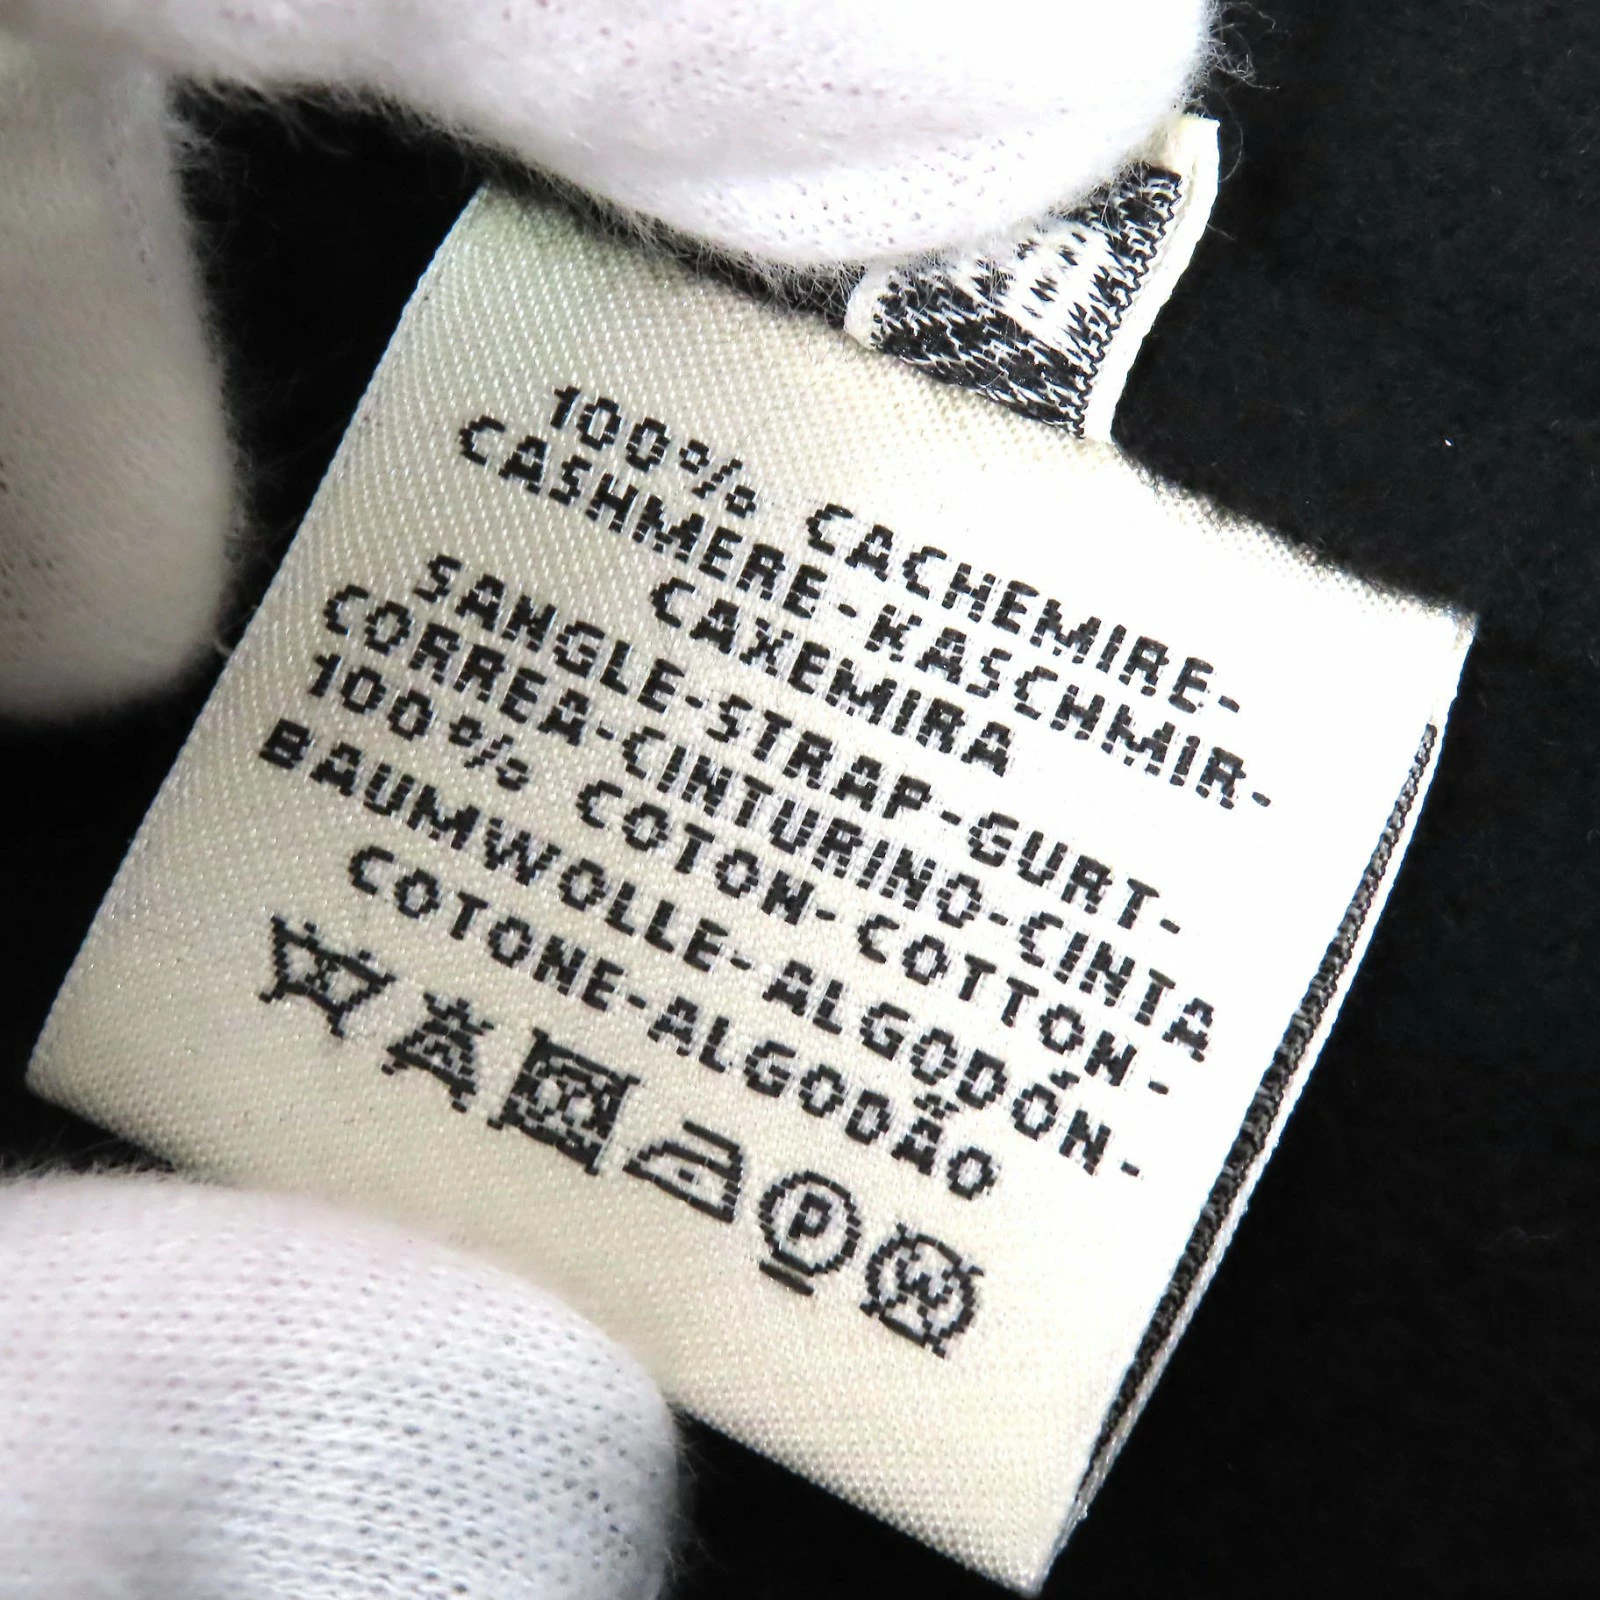 100% CACHEMIRE-
CASHMERE-KASCHMIR-
CAXEMIRA
SANGLE-STRAP-GURT-
CORREA-CINTURINO-CINTA
100% COTON-COTTON-
BAUMWOLLE-ALGODÓN-
COTONE-ALGODÃO
P W